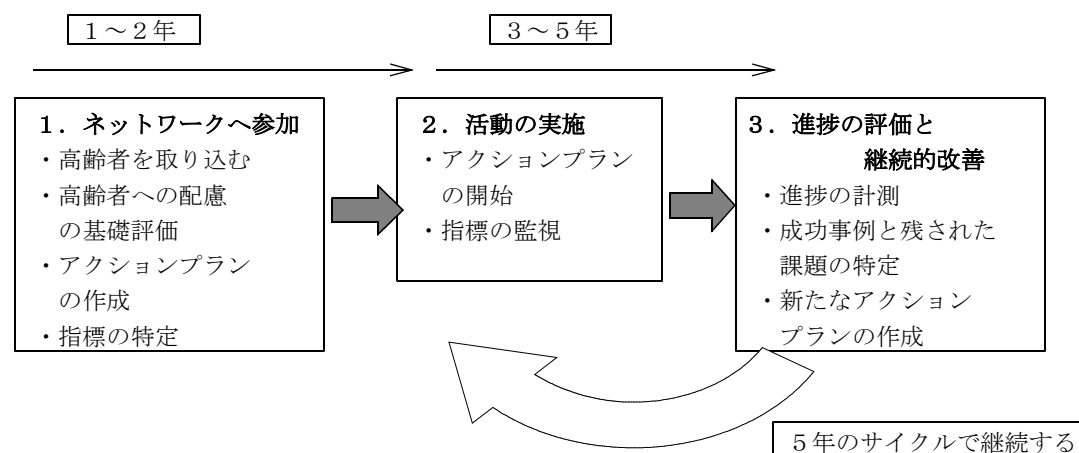 １～２年
３～５年
１．ネットワークへ参加
・高齢者を取り込む
・高齢者への配慮
の基礎評価
・アクションプラン
の作成
・指標の特定
２．活動の実施
・アクションプラン
の開始
・指標の監視
３．進捗の評価と
継続的改善
・進捗の計測
・成功事例と残された
課題の特定
・新たなアクション
プランの作成
５年のサイクルで継続する